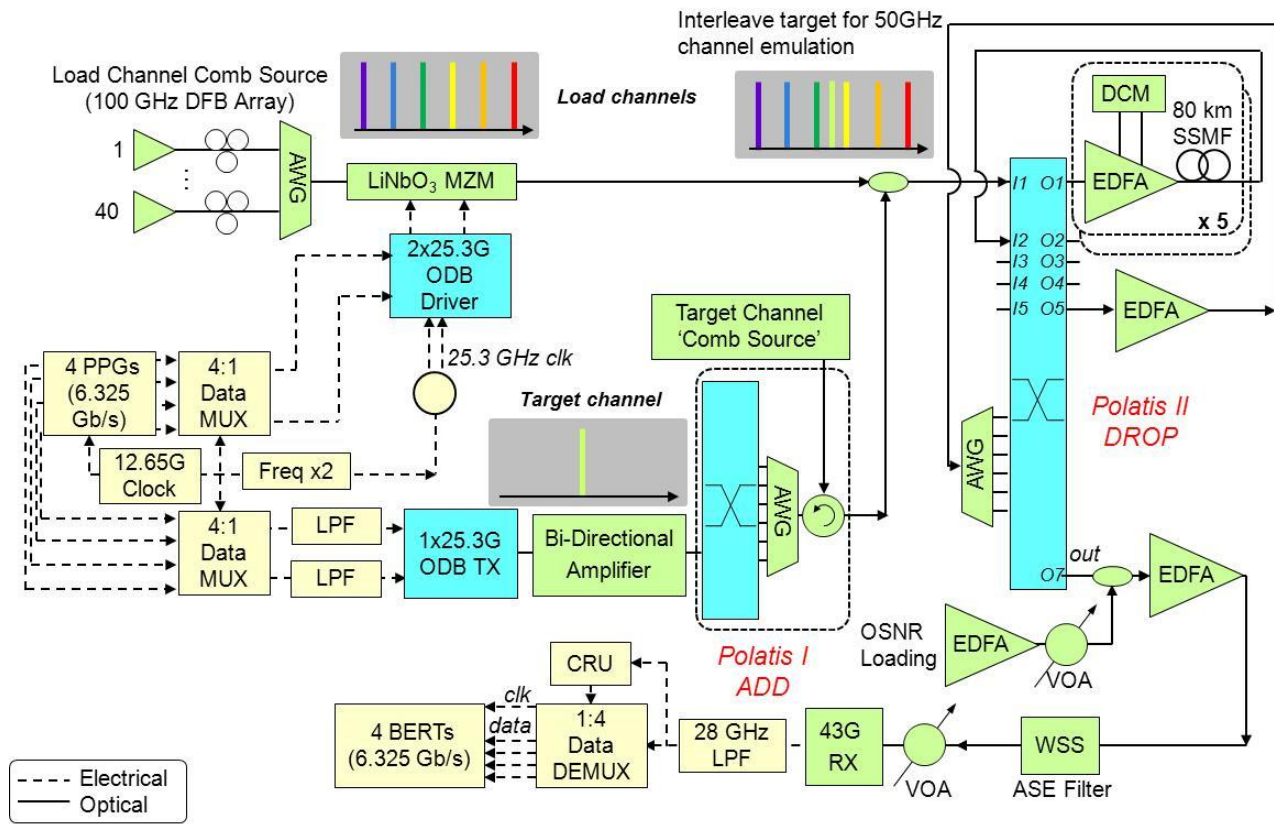 Load Channel Comb Source
(100 GHz DFB Array)
1
⋮
40
AWG
Load channels
Interleave target for 50GHz
channel emulation
LiNbO3 MZM
2x25.3G
ODB
Driver
25.3 GHz clk
4 PPGs
(6.325
Gb/s)
4:1
Data
MUX
12.65G
Clock
Freq x2
4:1
Data
MUX
LPF
LPF
Target channel
1x25.3G
ODB TX
Bi-Directional
Amplifier
Target Channel
‘Comb Source’
AWG
Polatis I
ADD
DCM
80 km
SSMF
EDFA
x 5
I1 O1
I2 O2
I3 O3
I4 O4
I5 O5
EDFA
Polatis II
DROP
AWG
O7
out
EDFA
OSNR
Loading
EDFA
VOA
WSS
ASE Filter
VOA
43G
RX
28 GHz
LPF
CRU
1:4
Data
DEMUX
clk
data
4 BERTs
(6.325 Gb/s)
Electrical
Optical